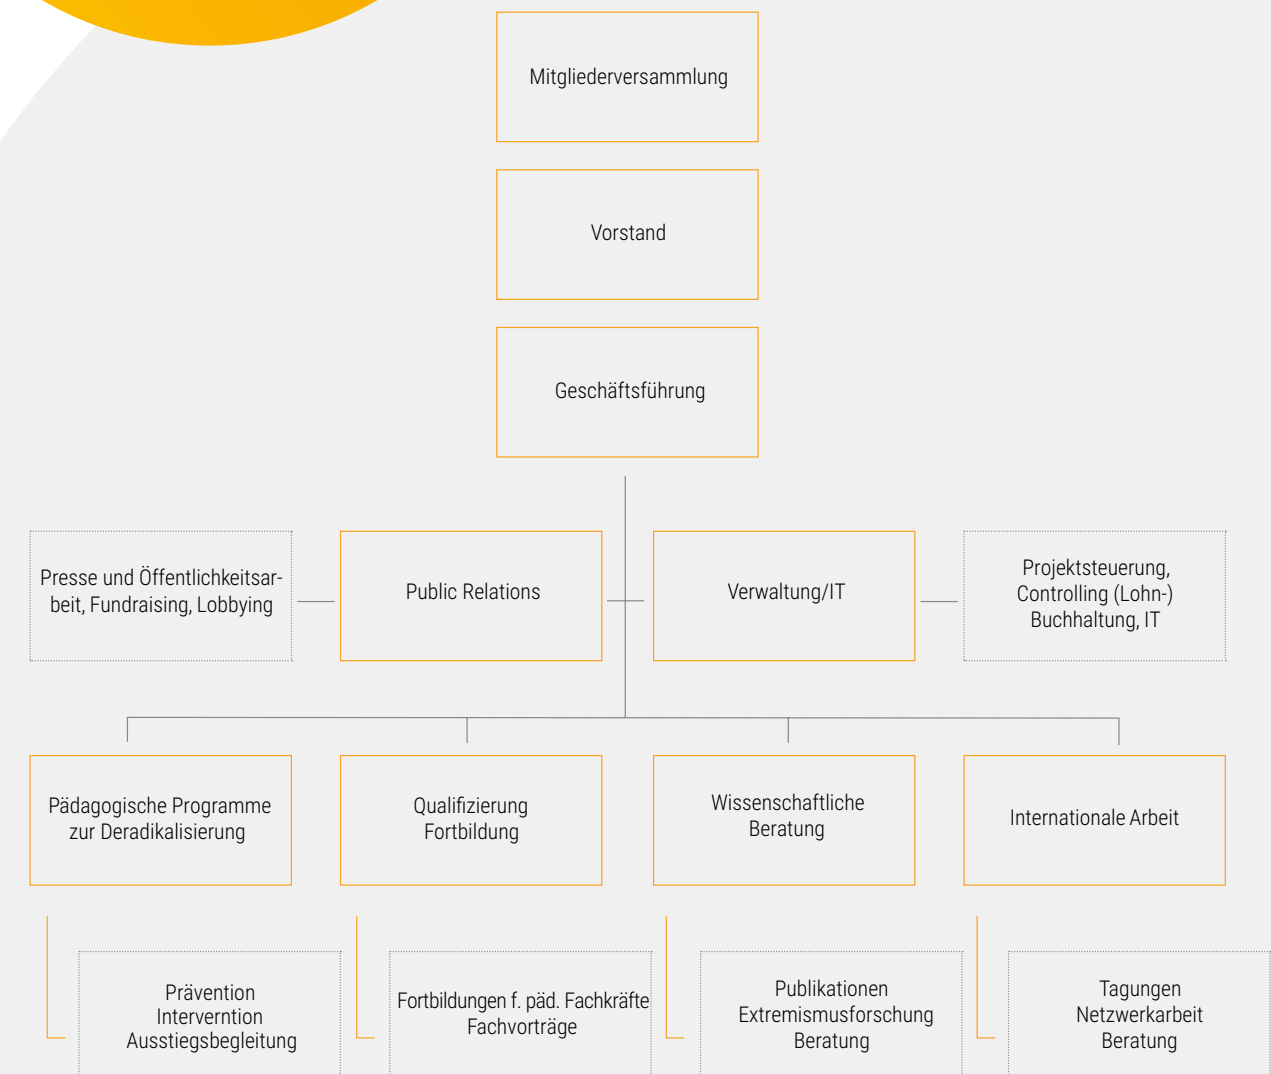 Mitgliederversammlung
Vorstand
Geschäftsführung
Presse und Öffentlichkeitsar-
beit, Fundraising, Lobbying
Public Relations
Verwaltung/IT
Projektsteuerung,
Controlling (Lohn-)
Buchhaltung, IT
Pädagogische Programme
zur Deradikalisierung
Qualifizierung
Fortbildung
Wissenschaftliche
Beratung
Internationale Arbeit
Prävention
Interverntion
Ausstiegsbegleitung
Fortbildungen f. päd. Fachkräfte
Fachvorträge
Publikationen
Extremismusforschung
Beratung
Tagungen
Netzwerkarbeit
Beratung